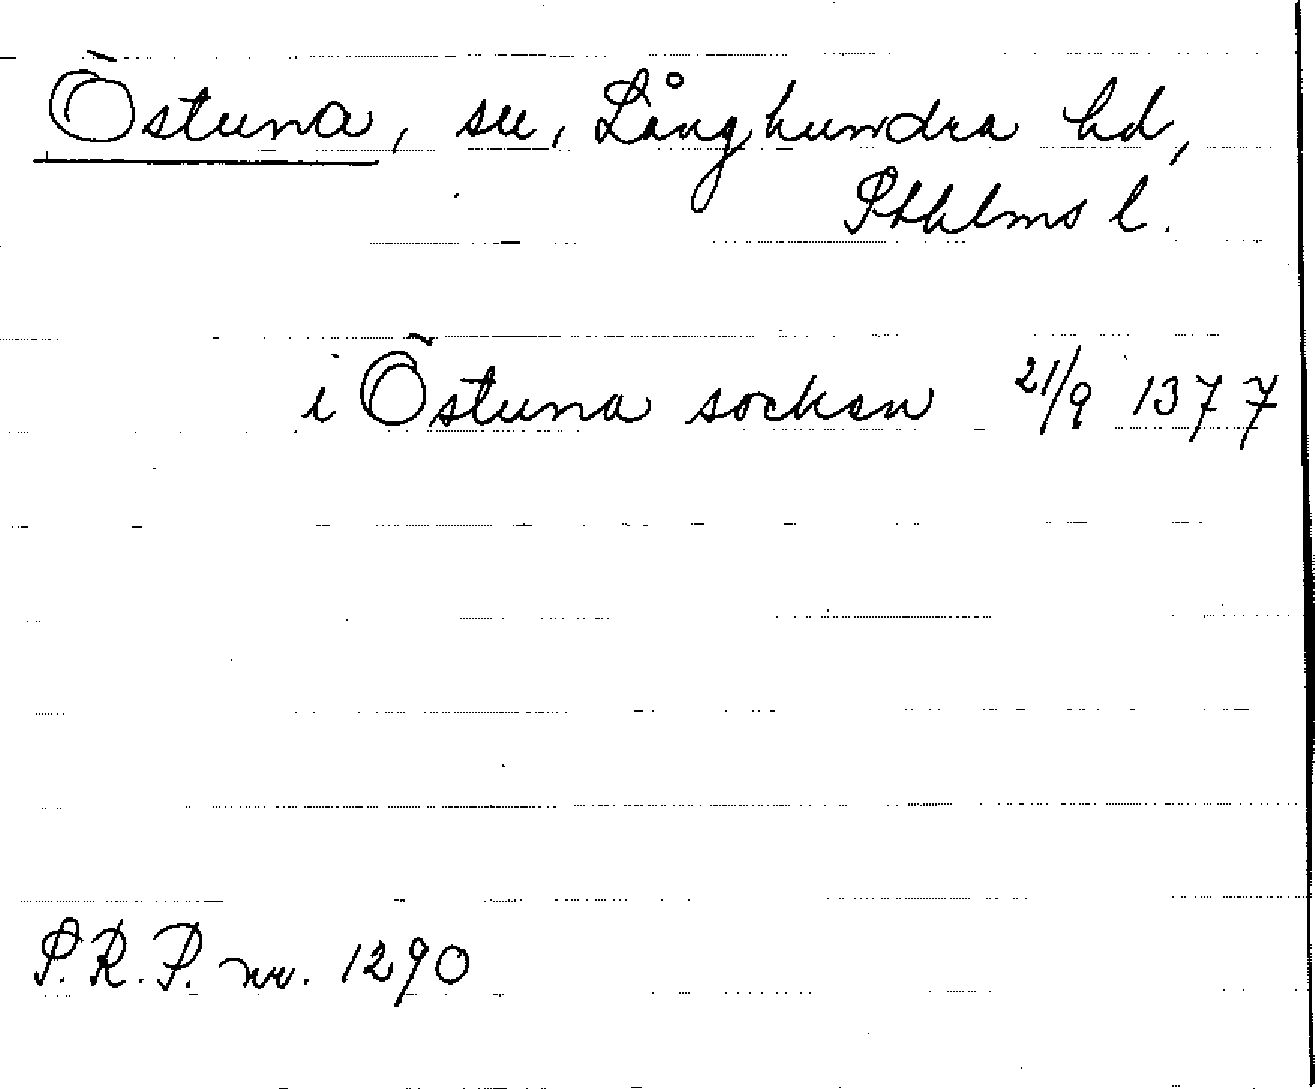 Östuna, sn, Långhundra hd,
Sthlms l.
i Östuna socken 21/9 1377
S.R.P. nr. 1290